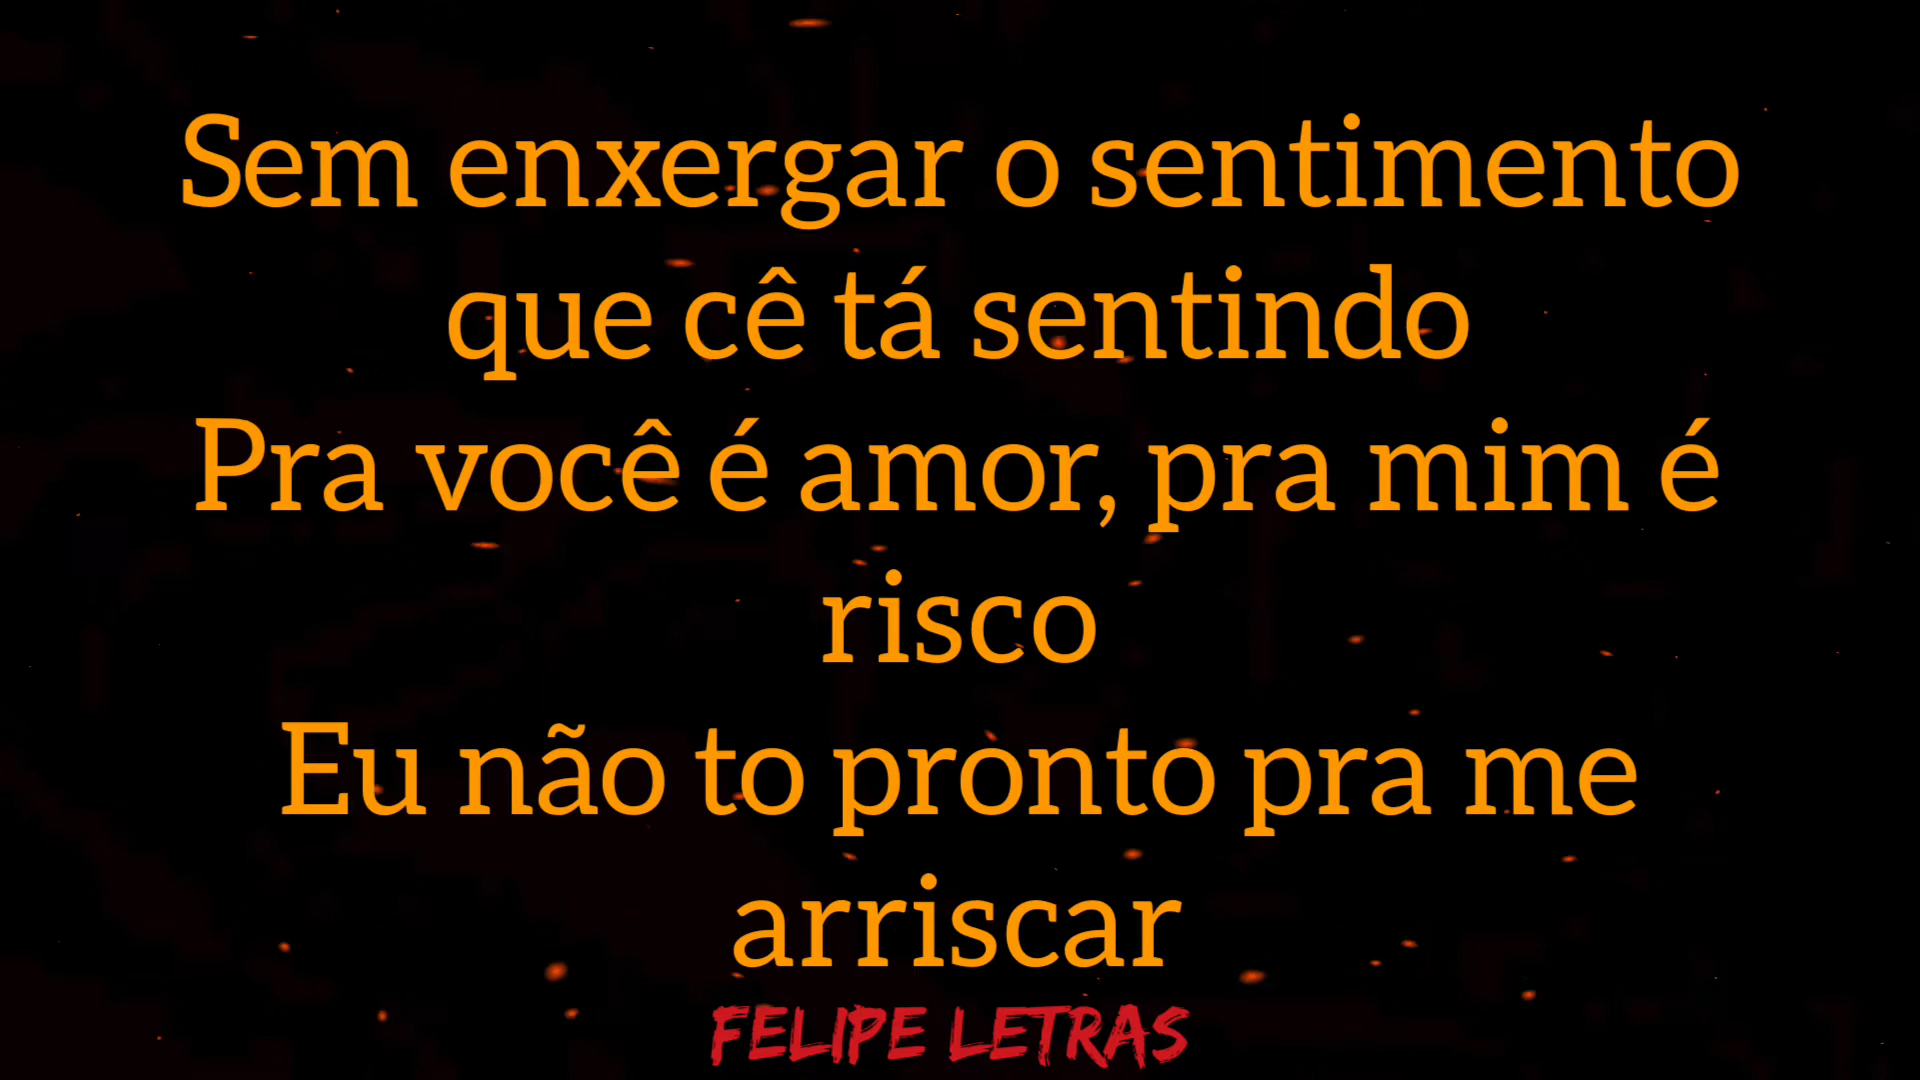 Sem enxergar o sentimento
que cê tá sentindo
Pra você é amor, pra mim é
risco
Eu não to pronto pra me
arriscar
FELIPE LETRAS